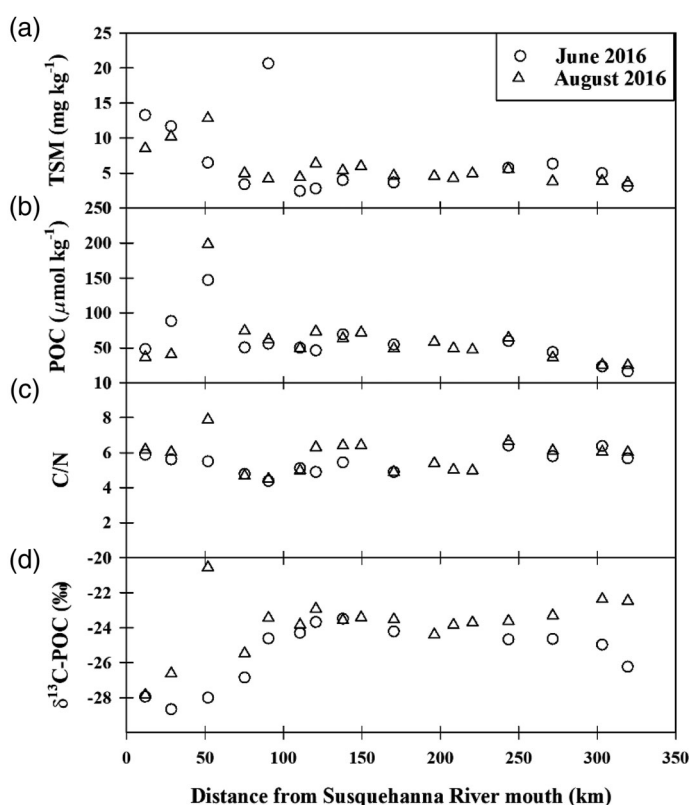 (a)
25
20
15
10
5
TSM (mg kg⁻¹)
June 2016
August 2016
(b)
250
200
150
100
50
POC (μmol kg⁻¹)
(c)
10
8
6
4
2
C/N
(d)
-20
-22
-24
-26
-28
δ¹³C-POC (‰)
0 50 100 150 200 250 300 350
Distance from Susquehanna River mouth (km)